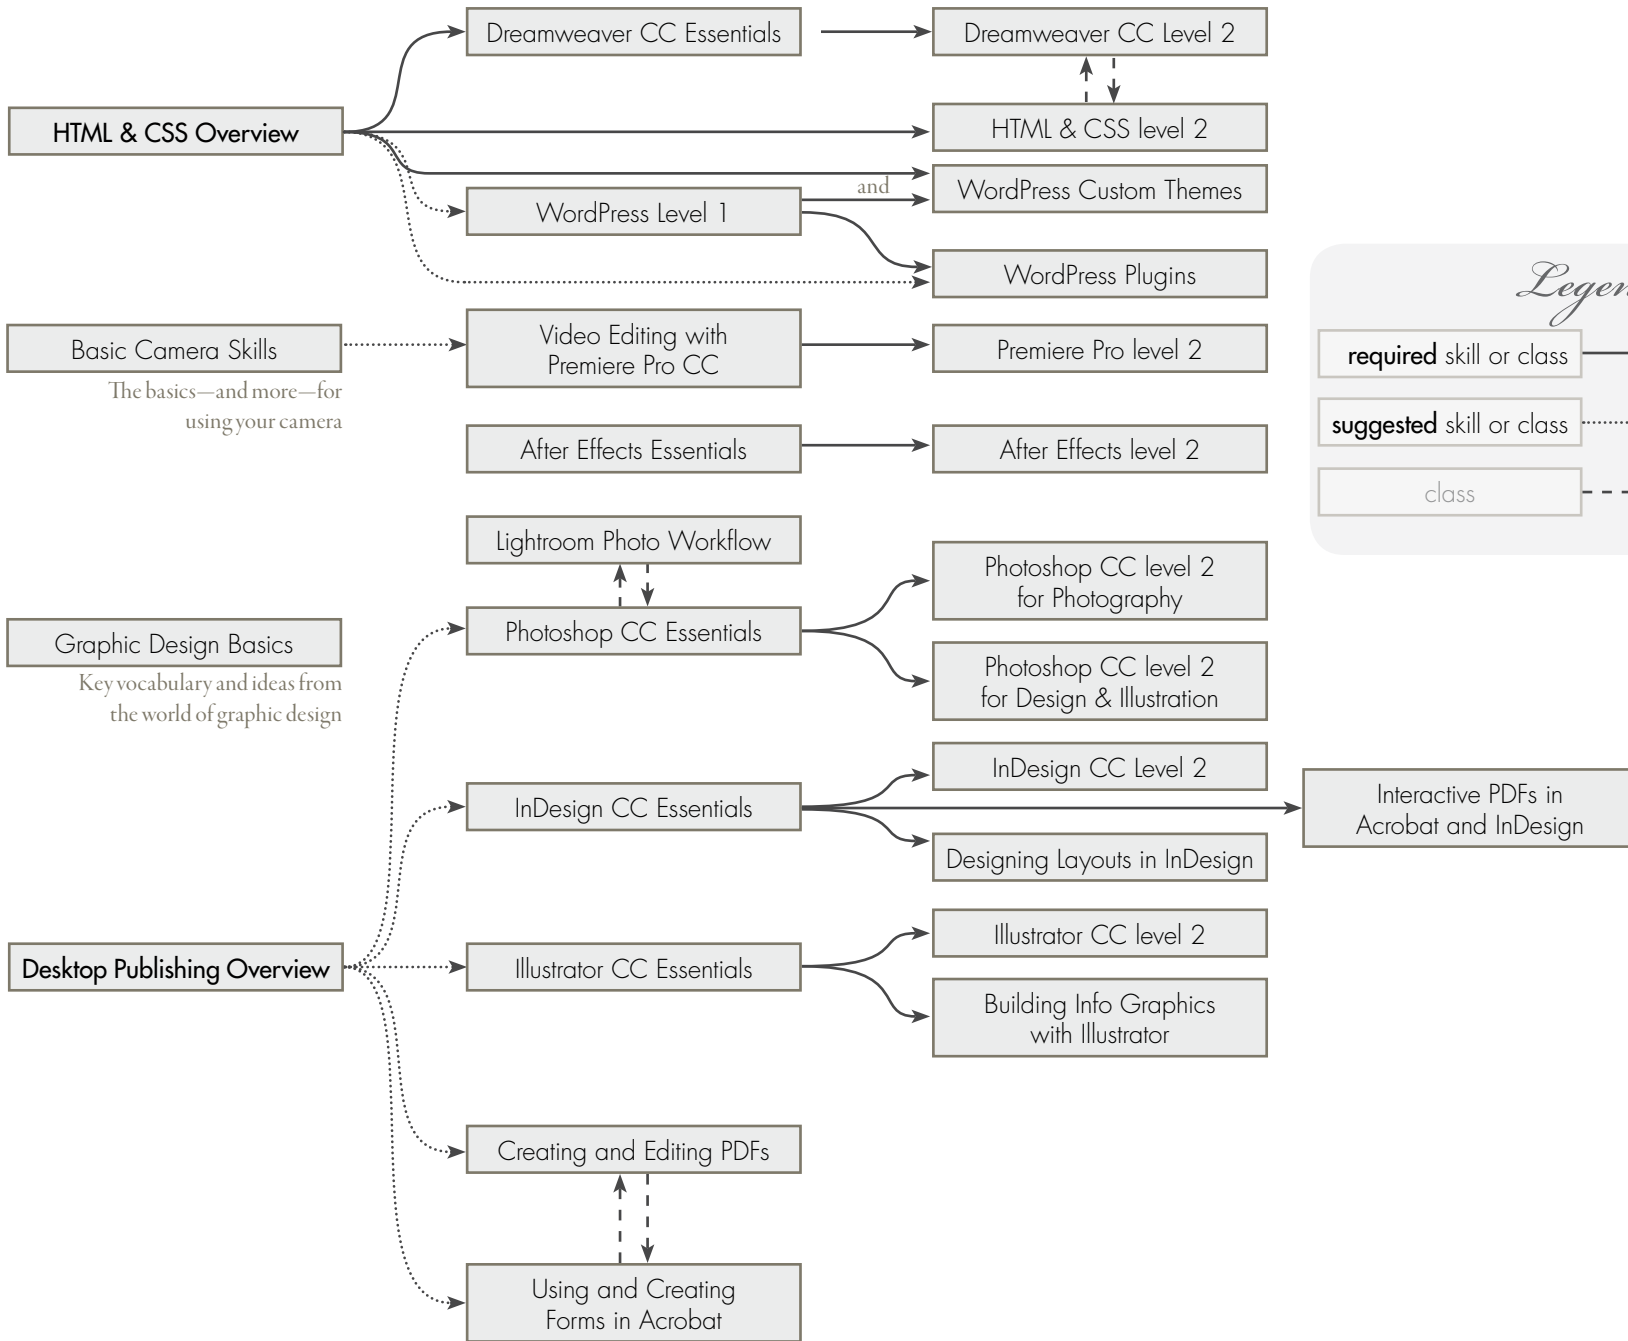 Dreamweaver CC Essentials
Dreamweaver CC Level 2
HTML & CSS Overview
HTML & CSS level 2
and
WordPress Custom Themes
WordPress Level 1
WordPress Plugins
Basic Camera Skills
The basics—and more—for
using your camera
Video Editing with
Premiere Pro CC
Premiere Pro level 2
After Effects Essentials
After Effects level 2
Lightroom Photo Workflow
Photoshop CC Essentials
Photoshop CC level 2
for Photography
Photoshop CC level 2
for Design & Illustration
Graphic Design Basics
Key vocabulary and ideas from
the world of graphic design
InDesign CC Essentials
InDesign CC Level 2
Designing Layouts in InDesign
Interactive PDFs in
Acrobat and InDesign
Desktop Publishing Overview
Illustrator CC Essentials
Illustrator CC level 2
Building Info Graphics
with Illustrator
Creating and Editing PDFs
Using and Creating
Forms in Acrobat
required skill or class
suggested skill or class
class